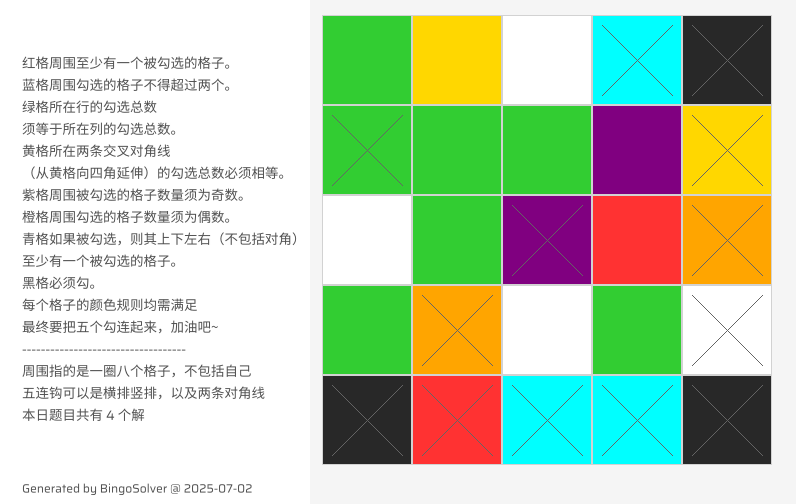 红格周围至少有一个被勾选的格子。
蓝格周围勾选的格子不得超过两个。
绿格所在行的勾选总数
须等于所在列的勾选总数。
黄格所在两条交叉对角线
（从黄格向四角延伸）的勾选总数必须相等。
紫格周围被勾选的格子数量须为奇数。
橙格周围勾选的格子数量须为偶数。
青格如果被勾选，则其上下左右（不包括对角）
至少有一个被勾选的格子。
黑格必须勾。
每个格子的颜色规则均需满足
最终要把五个勾连起来，加油吧~
-----------------------------------
周围指的是一圈八个格子，不包括自己
五连钩可以是横排竖排，以及两条对角线
本日题目共有 4 个解
Generated by BingoSolver @ 2025-07-02